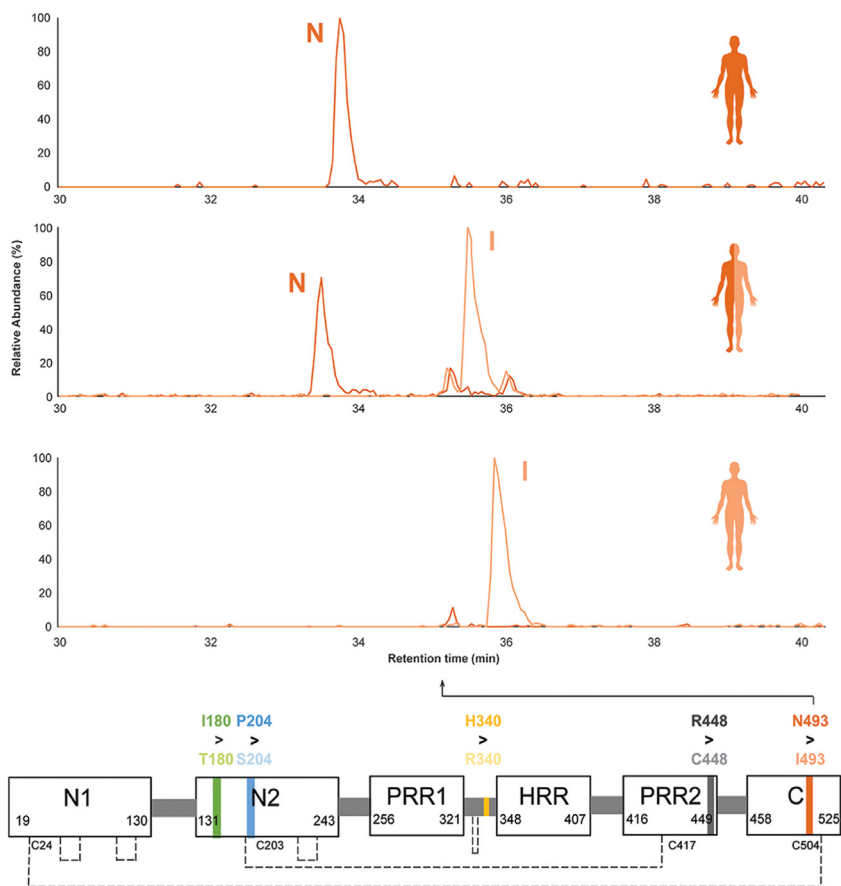 100
N
80
60
40
20
0
30 32 34 36 38 40
100
I
80
N
60
40
20
0
30 32 34 36 38 40
Relative Abundance (%)
100
I
80
60
40
20
0
30 32 34 36 38 40
Retention time (min)
I180 P204 H340 R448 N493
> > > > >
T180 S204 R340 C448 I493
N1 N2 PRR1 HRR PRR2 C
19 130 131 243 256 321 348 407 416 449 458 525
C24 C203 C417 C504